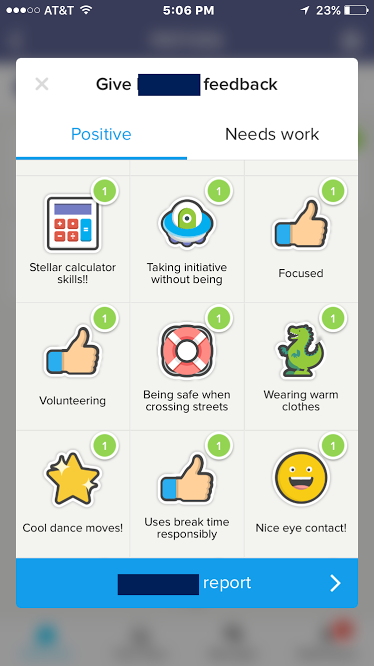 AT&T 5:06 PM 23%
Give feedback
Positive Needs work
1 1 1
Stellar calculator
skills!!
Taking initiative
without being
Focused
1 1 1
Volunteering
Being safe when
crossing streets
Wearing warm
clothes
1 1 1
Cool dance moves!
Uses break time
responsibly
Nice eye contact!
report